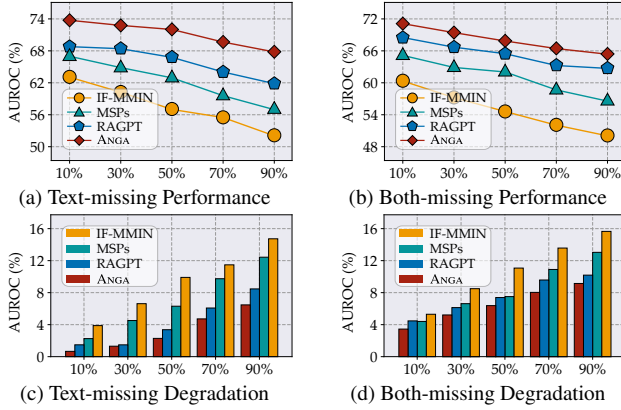 AUROC (%)
72
68
62
56
50
IF-MMIN
MSPs
RAGPT
ANGA
10% 30% 50% 70% 90%
(a) Text-missing Performance
AUROC (%)
72
66
60
54
48
IF-MMIN
MSPs
RAGPT
ANGA
10% 30% 50% 70% 90%
(b) Both-missing Performance
AUROC (%)
16
12
8
4
0
IF-MMIN
MSPs
RAGPT
ANGA
10% 30% 50% 70% 90%
(c) Text-missing Degradation
AUROC (%)
16
12
8
4
0
IF-MMIN
MSPs
RAGPT
ANGA
10% 30% 50% 70% 90%
(d) Both-missing Degradation